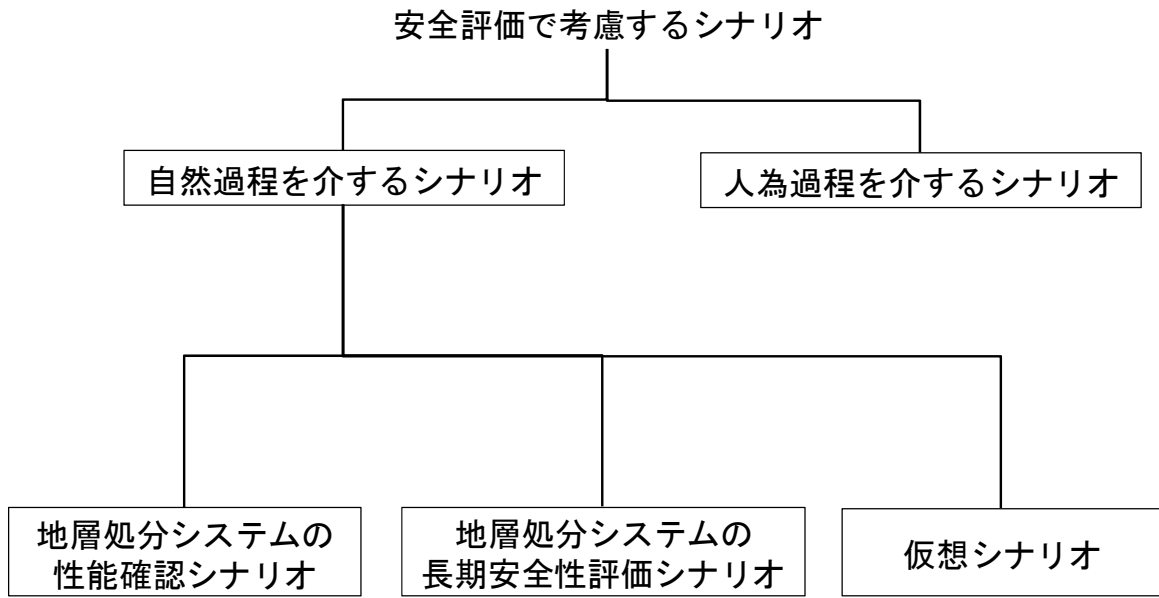 安全評価で考慮するシナリオ
自然過程を介するシナリオ
人為過程を介するシナリオ
地層処分システムの
性能確認シナリオ
地層処分システムの
長期安全性評価シナリオ
仮想シナリオ